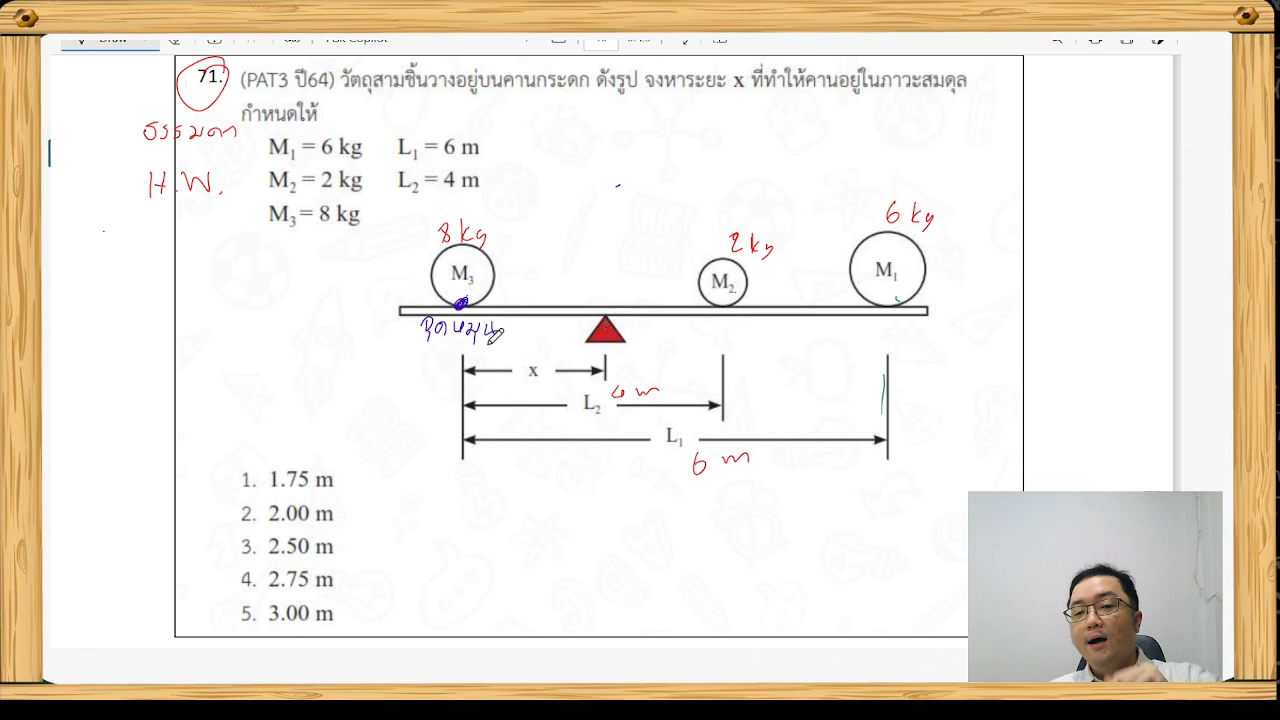 71. (PAT3 ปี64) วัตถุสามชิ้นวางอยู่บนคานกระดก ดังรูป จงหาระยะ x ที่ทำให้คานอยู่ในภาวะสมดุล
กำหนดให้
ธรรมดา
M₁ = 6 kg L₁ = 6 m
H.W.
M₂ = 2 kg L₂ = 4 m
M₃ = 8 kg
8 kg
2 kg
6 kg
M₃
M₂
M₁
จุดหมุน
x
4 m
L₂
L₁
6 m
1. 1.75 m
2. 2.00 m
3. 2.50 m
4. 2.75 m
5. 3.00 m